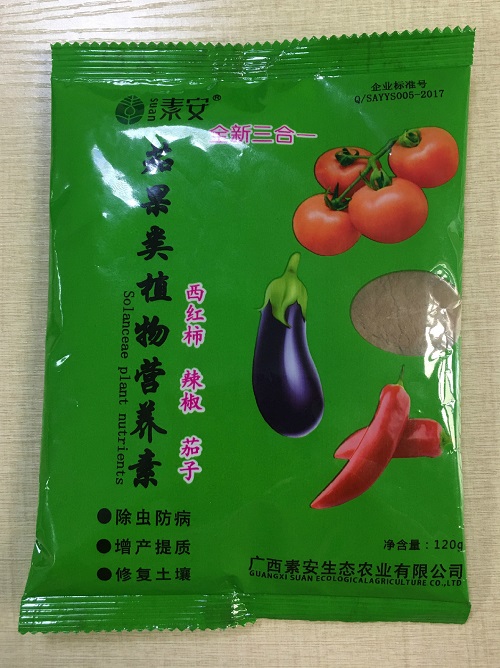 suan 素安®
企业标准号
Q/SAYYS005-2017
全新三合一
茄果类植物营养素
Solanceae plant nutrients
西红柿 辣椒 茄子
●除虫防病
●增产提质
●修复土壤
净含量：120g
广西素安生态农业有限公司
GUANGXI SUAN ECOLOGICALAGRICULTURE CO.,LTD